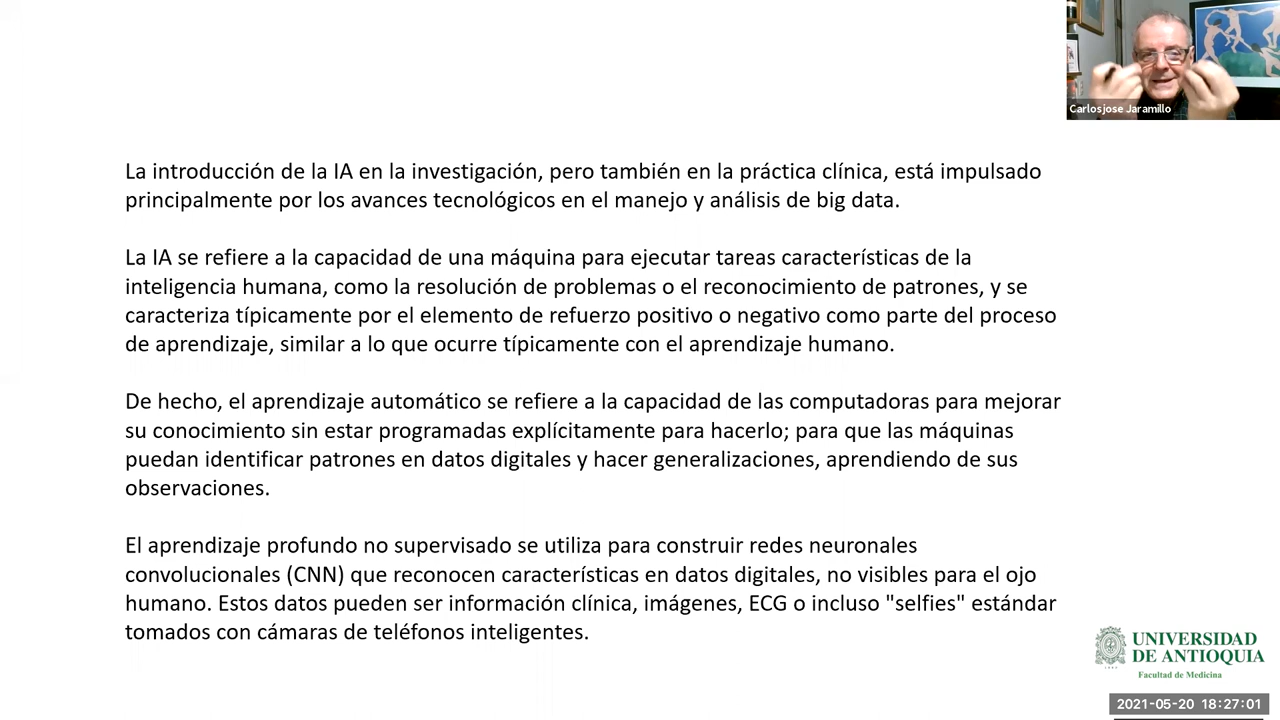 Carlosjose Jaramillo
La introducción de la IA en la investigación, pero también en la práctica clínica, está impulsado
principalmente por los avances tecnológicos en el manejo y análisis de big data.
La IA se refiere a la capacidad de una máquina para ejecutar tareas características de la
inteligencia humana, como la resolución de problemas o el reconocimiento de patrones, y se
caracteriza típicamente por el elemento de refuerzo positivo o negativo como parte del proceso
de aprendizaje, similar a lo que ocurre típicamente con el aprendizaje humano.
De hecho, el aprendizaje automático se refiere a la capacidad de las computadoras para mejorar
su conocimiento sin estar programadas explícitamente para hacerlo; para que las máquinas
puedan identificar patrones en datos digitales y hacer generalizaciones, aprendiendo de sus
observaciones.
El aprendizaje profundo no supervisado se utiliza para construir redes neuronales
convolucionales (CNN) que reconocen características en datos digitales, no visibles para el ojo
humano. Estos datos pueden ser información clínica, imágenes, ECG o incluso "selfies" estándar
tomados con cámaras de teléfonos inteligentes.
UNIVERSIDAD
DE ANTIOQUIA
Facultad de Medicina
2021-05-20 18:27:01